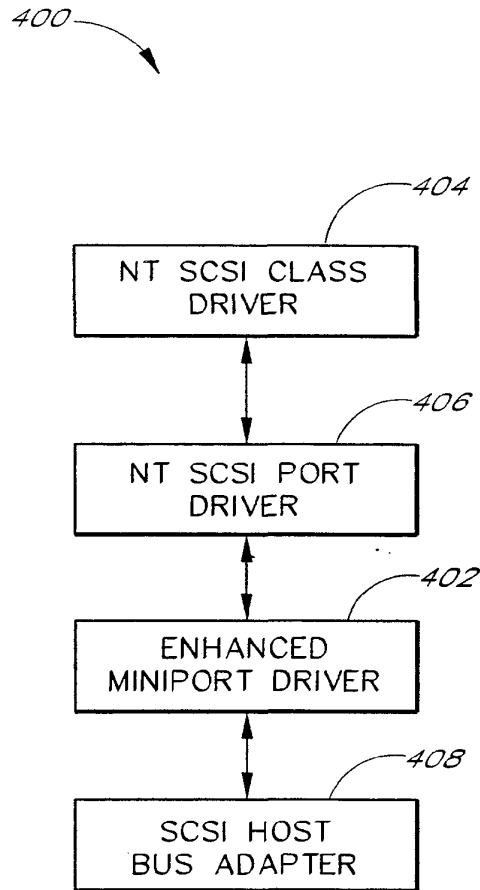 400
404
NT SCSI CLASS
DRIVER
406
NT SCSI PORT
DRIVER
402
ENHANCED
MINIPORT DRIVER
408
SCSI HOST
BUS ADAPTER